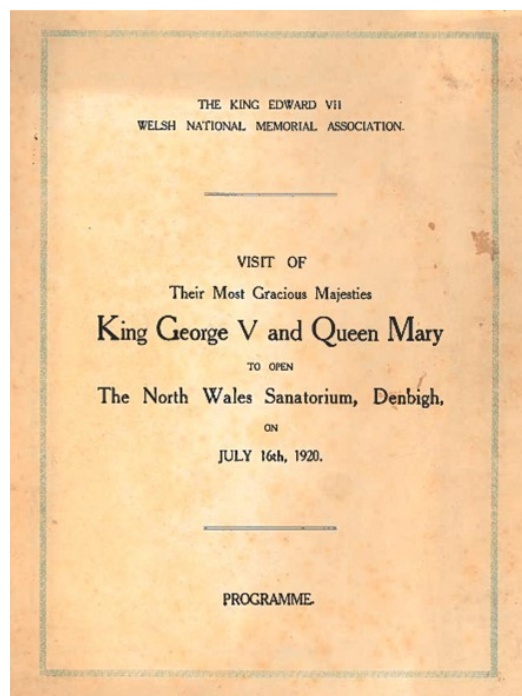 THE KING EDWARD VII
WELSH NATIONAL MEMORIAL ASSOCIATION.
VISIT OF
Their Most Gracious Majesties
King George V and Queen Mary
TO OPEN
The North Wales Sanatorium, Denbigh,
ON
JULY 16th, 1920.
PROGRAMME.